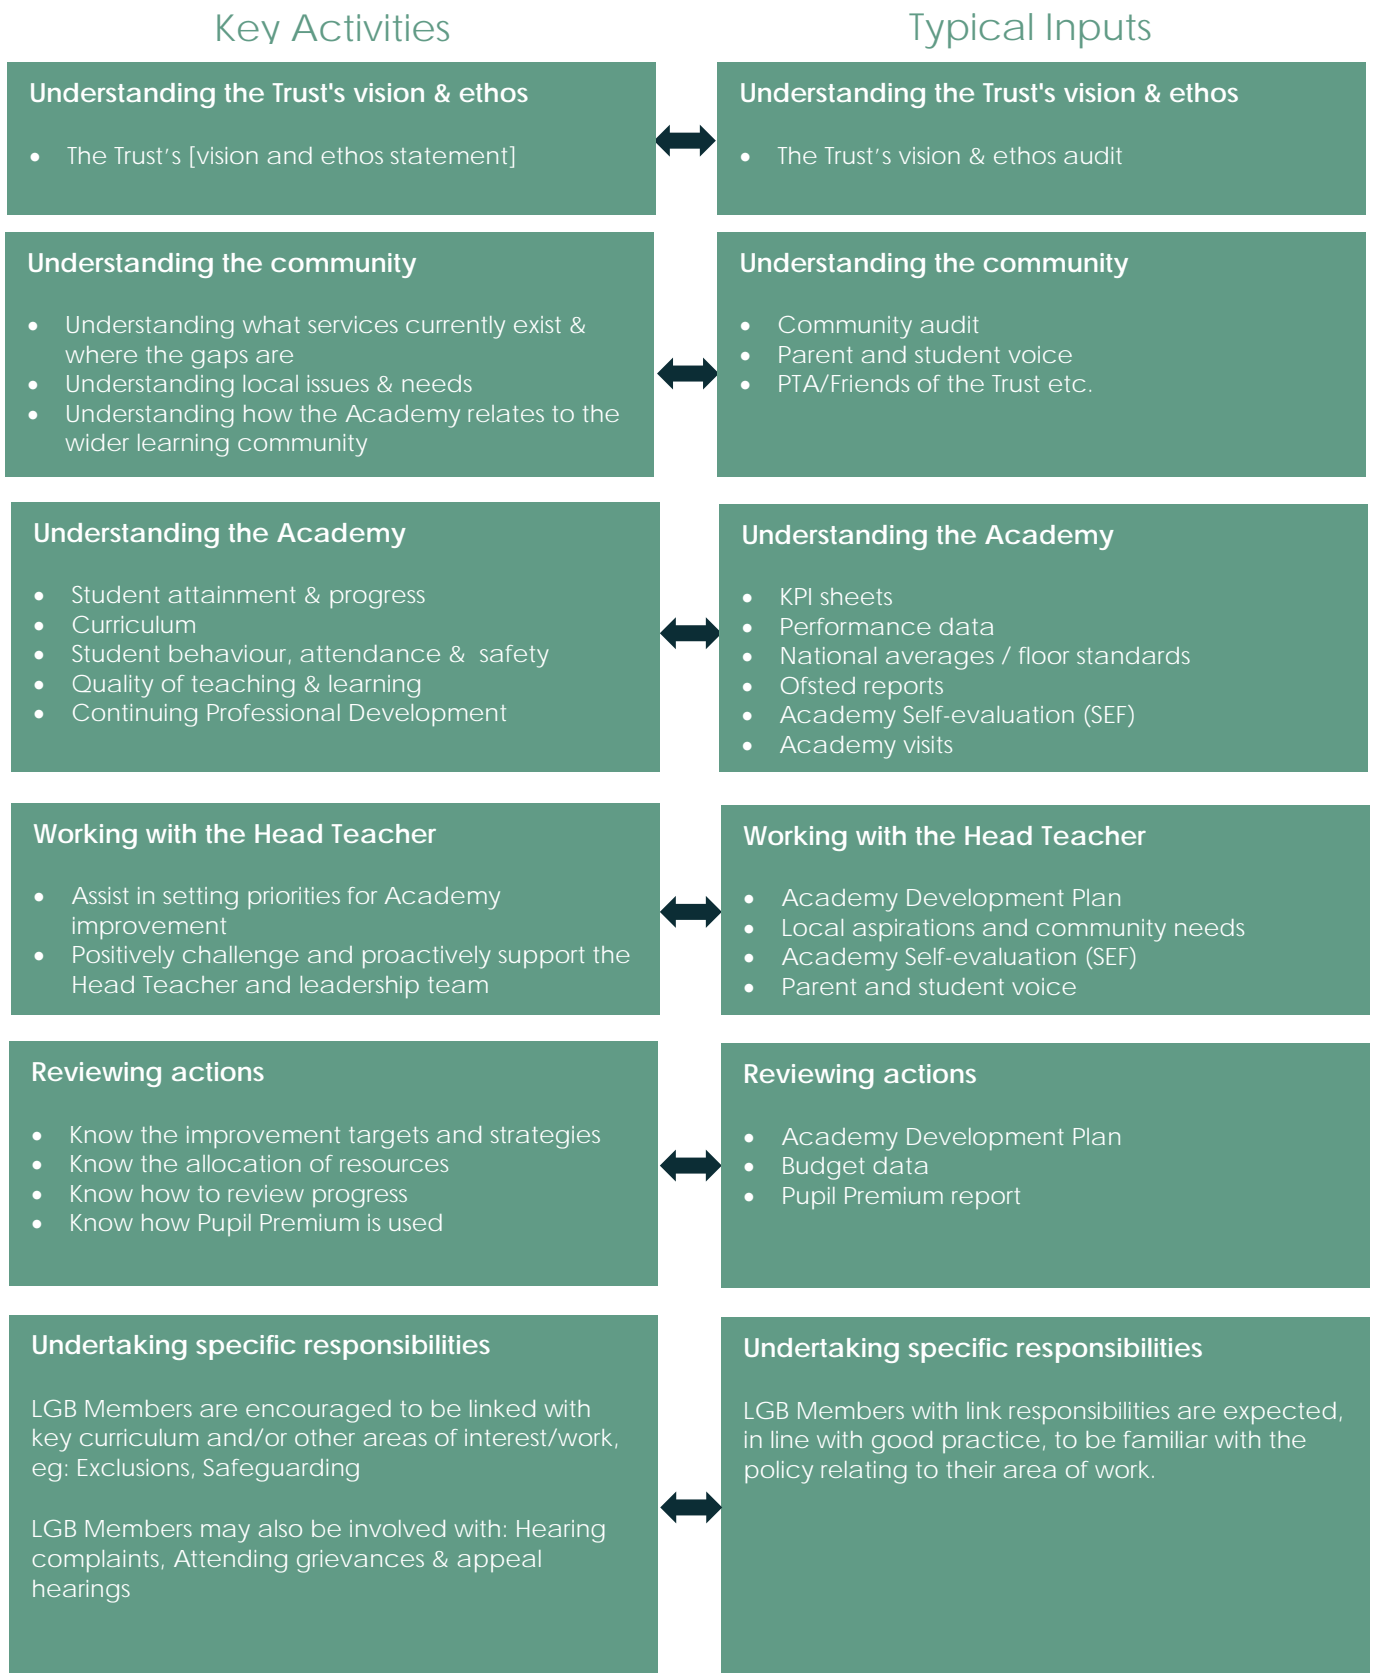 Key Activities
Typical Inputs
Understanding the Trust's vision & ethos
• The Trust's [vision and ethos statement]
Understanding the Trust's vision & ethos
• The Trust's vision & ethos audit
Understanding the community
• Understanding what services currently exist &
where the gaps are
• Understanding local issues & needs
• Understanding how the Academy relates to the
wider learning community
Understanding the community
• Community audit
• Parent and student voice
• PTA/Friends of the Trust etc.
Understanding the Academy
• Student attainment & progress
• Curriculum
• Student behaviour, attendance & safety
• Quality of teaching & learning
• Continuing Professional Development
Understanding the Academy
• KPI sheets
• Performance data
• National averages / floor standards
• Ofsted reports
• Academy Self-evaluation (SEF)
• Academy visits
Working with the Head Teacher
• Assist in setting priorities for Academy
improvement
• Positively challenge and proactively support the
Head Teacher and leadership team
Working with the Head Teacher
• Academy Development Plan
• Local aspirations and community needs
• Academy Self-evaluation (SEF)
• Parent and student voice
Reviewing actions
• Know the improvement targets and strategies
• Know the allocation of resources
• Know how to review progress
• Know how Pupil Premium is used
Reviewing actions
• Academy Development Plan
• Budget data
• Pupil Premium report
Undertaking specific responsibilities
LGB Members are encouraged to be linked with
key curriculum and/or other areas of interest/work,
eg: Exclusions, Safeguarding
LGB Members may also be involved with: Hearing
complaints, Attending grievances & appeal
hearings
Undertaking specific responsibilities
LGB Members with link responsibilities are expected,
in line with good practice, to be familiar with the
policy relating to their area of work.